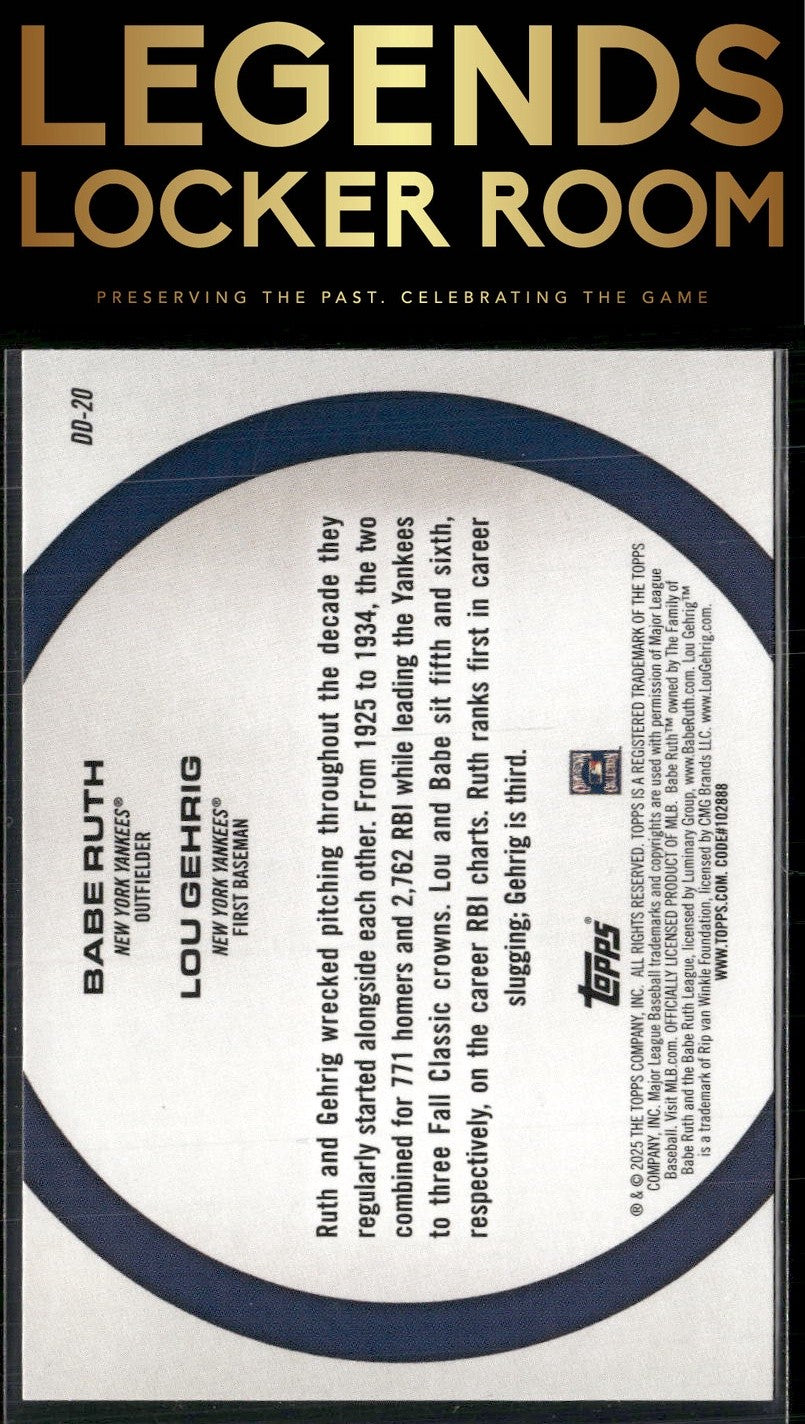 LEGENDS
LOCKER ROOM
PRESERVING THE PAST. CELEBRATING THE GAME
DD-20
BABE RUTH
NEW YORK YANKEES®
OUTFIELDER
LOU GEHRIG
NEW YORK YANKEES®
FIRST BASEMAN
Ruth and Gehrig wrecked pitching throughout the decade they
regularly started alongside each other. From 1925 to 1934, the two
combined for 771 homers and 2,762 RBI while leading the Yankees
to three Fall Classic crowns. Lou and Babe sit fifth and sixth,
respectively, on the career RBI charts. Ruth ranks first in career
slugging; Gehrig is third.
topps®
® & © 2025 THE TOPPS COMPANY, INC. ALL RIGHTS RESERVED. TOPPS IS A REGISTERED TRADEMARK OF THE TOPPS
COMPANY, INC. Major League Baseball trademarks and copyrights are used with permission of Major League
Baseball. Visit MLB.com. OFFICIALLY LICENSED PRODUCT OF MLB. Babe Ruth™ owned by The Family of
Babe Ruth and the Babe Ruth League, licensed by Luminary Group, www.BabeRuth.com. Lou Gehrig™
is a trademark of Rip van Winkle Foundation, licensed by CMG Brands LLC. www.LouGehrig.com.
WWW.TOPPS.COM. CODE#102888